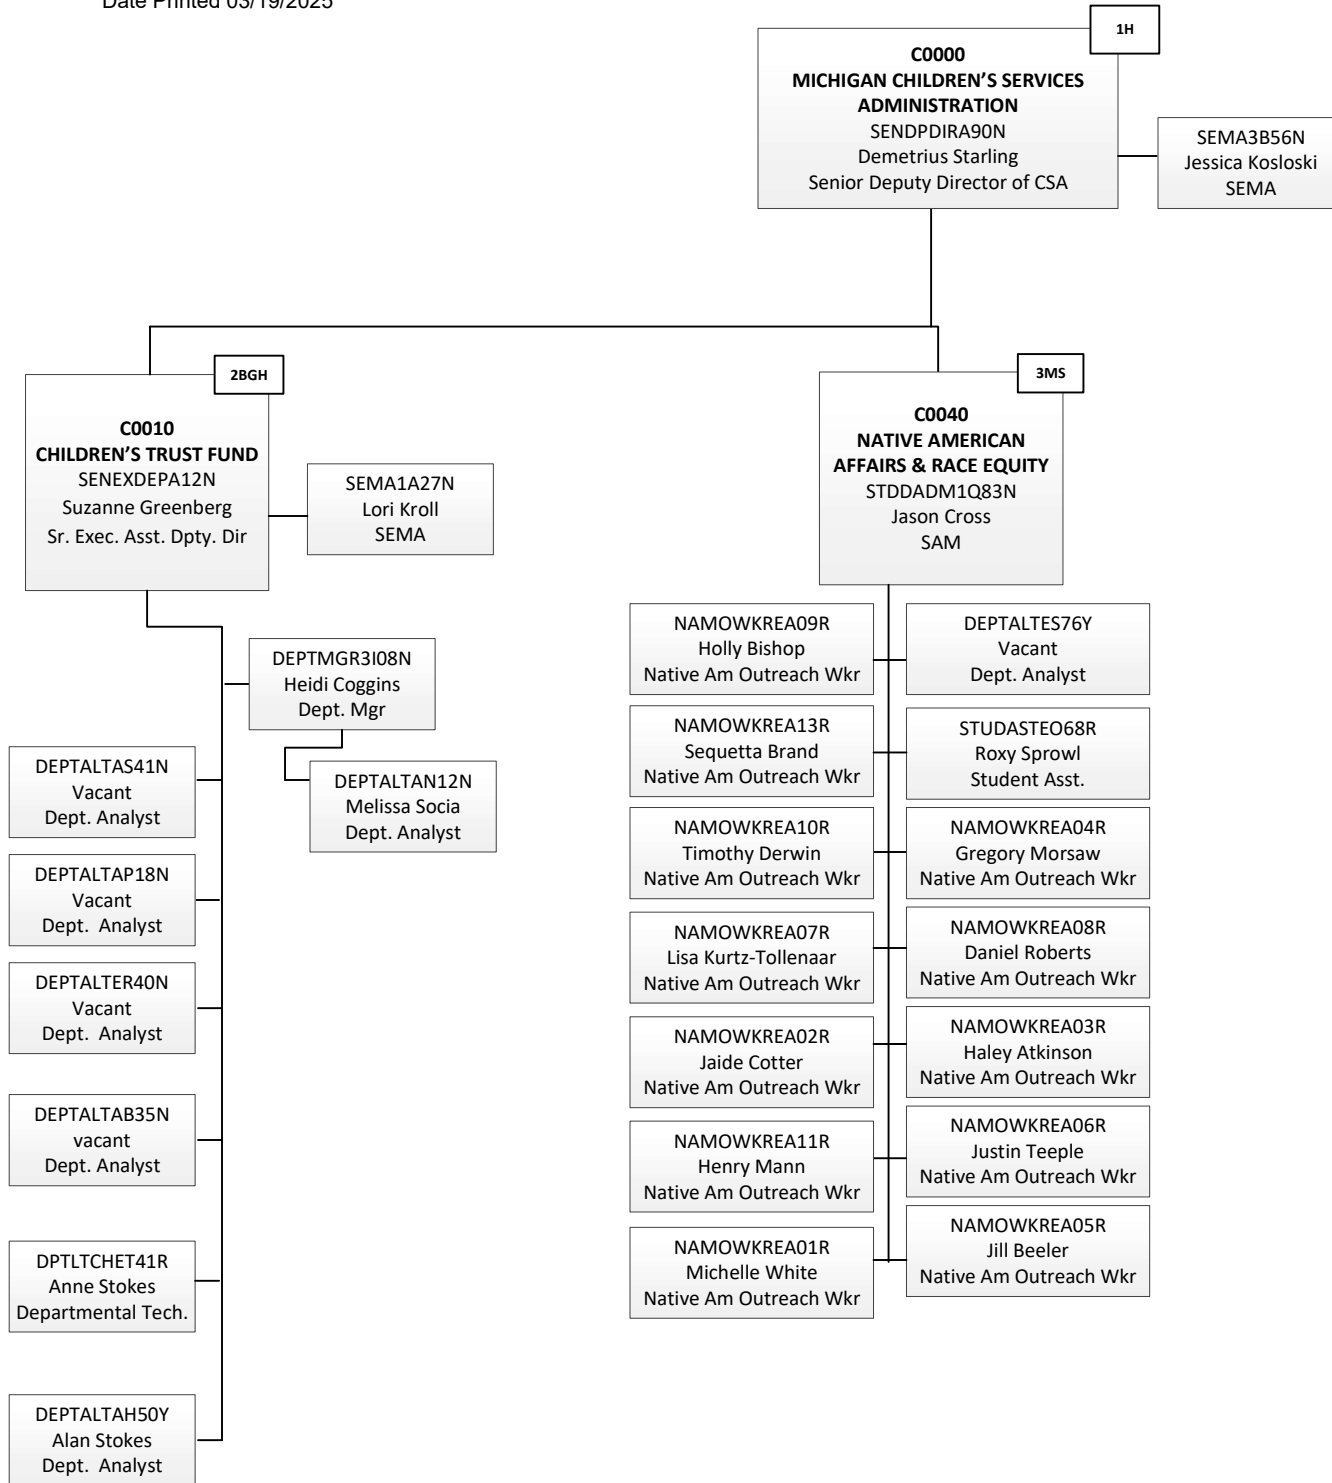 Date Printed 03/19/2025
1H
C0000
MICHIGAN CHILDREN'S SERVICES
ADMINISTRATION
SENDPDIRA90N
Demetrius Starling
Senior Deputy Director of CSA
SEMA3B56N
Jessica Kosloski
SEMA
2BGH
C0010
CHILDREN'S TRUST FUND
SENEXDEPA12N
Suzanne Greenberg
Sr. Exec. Asst. Dpty. Dir
SEMA1A27N
Lori Kroll
SEMA
DEPTMGR3I08N
Heidi Coggins
Dept. Mgr
DEPTALTAN12N
Melissa Socia
Dept. Analyst
DEPTALTAS41N
Vacant
Dept. Analyst
DEPTALTAP18N
Vacant
Dept.  Analyst
DEPTALTER40N
Vacant
Dept.  Analyst
DEPTALTAB35N
vacant
Dept. Analyst
DPTLTCHET41R
Anne Stokes
Departmental Tech.
DEPTALTAH50Y
Alan Stokes
Dept.  Analyst
3MS
C0040
NATIVE AMERICAN
AFFAIRS & RACE EQUITY
STDDADM1Q83N
Jason Cross
SAM
NAMOWKREA09R
Holly Bishop
Native Am Outreach Wkr
DEPTALTES76Y
Vacant
Dept. Analyst
NAMOWKREA13R
Sequetta Brand
Native Am Outreach Wkr
STUDASTEO68R
Roxy Sprowl
Student Asst.
NAMOWKREA10R
Timothy Derwin
Native Am Outreach Wkr
NAMOWKREA04R
Gregory Morsaw
Native Am Outreach Wkr
NAMOWKREA07R
Lisa Kurtz-Tollenaar
Native Am Outreach Wkr
NAMOWKREA08R
Daniel Roberts
Native Am Outreach Wkr
NAMOWKREA02R
Jaide Cotter
Native Am Outreach Wkr
NAMOWKREA03R
Haley Atkinson
Native Am Outreach Wkr
NAMOWKREA11R
Henry Mann
Native Am Outreach Wkr
NAMOWKREA06R
Justin Teeple
Native Am Outreach Wkr
NAMOWKREA01R
Michelle White
Native Am Outreach Wkr
NAMOWKREA05R
Jill Beeler
Native Am Outreach Wkr